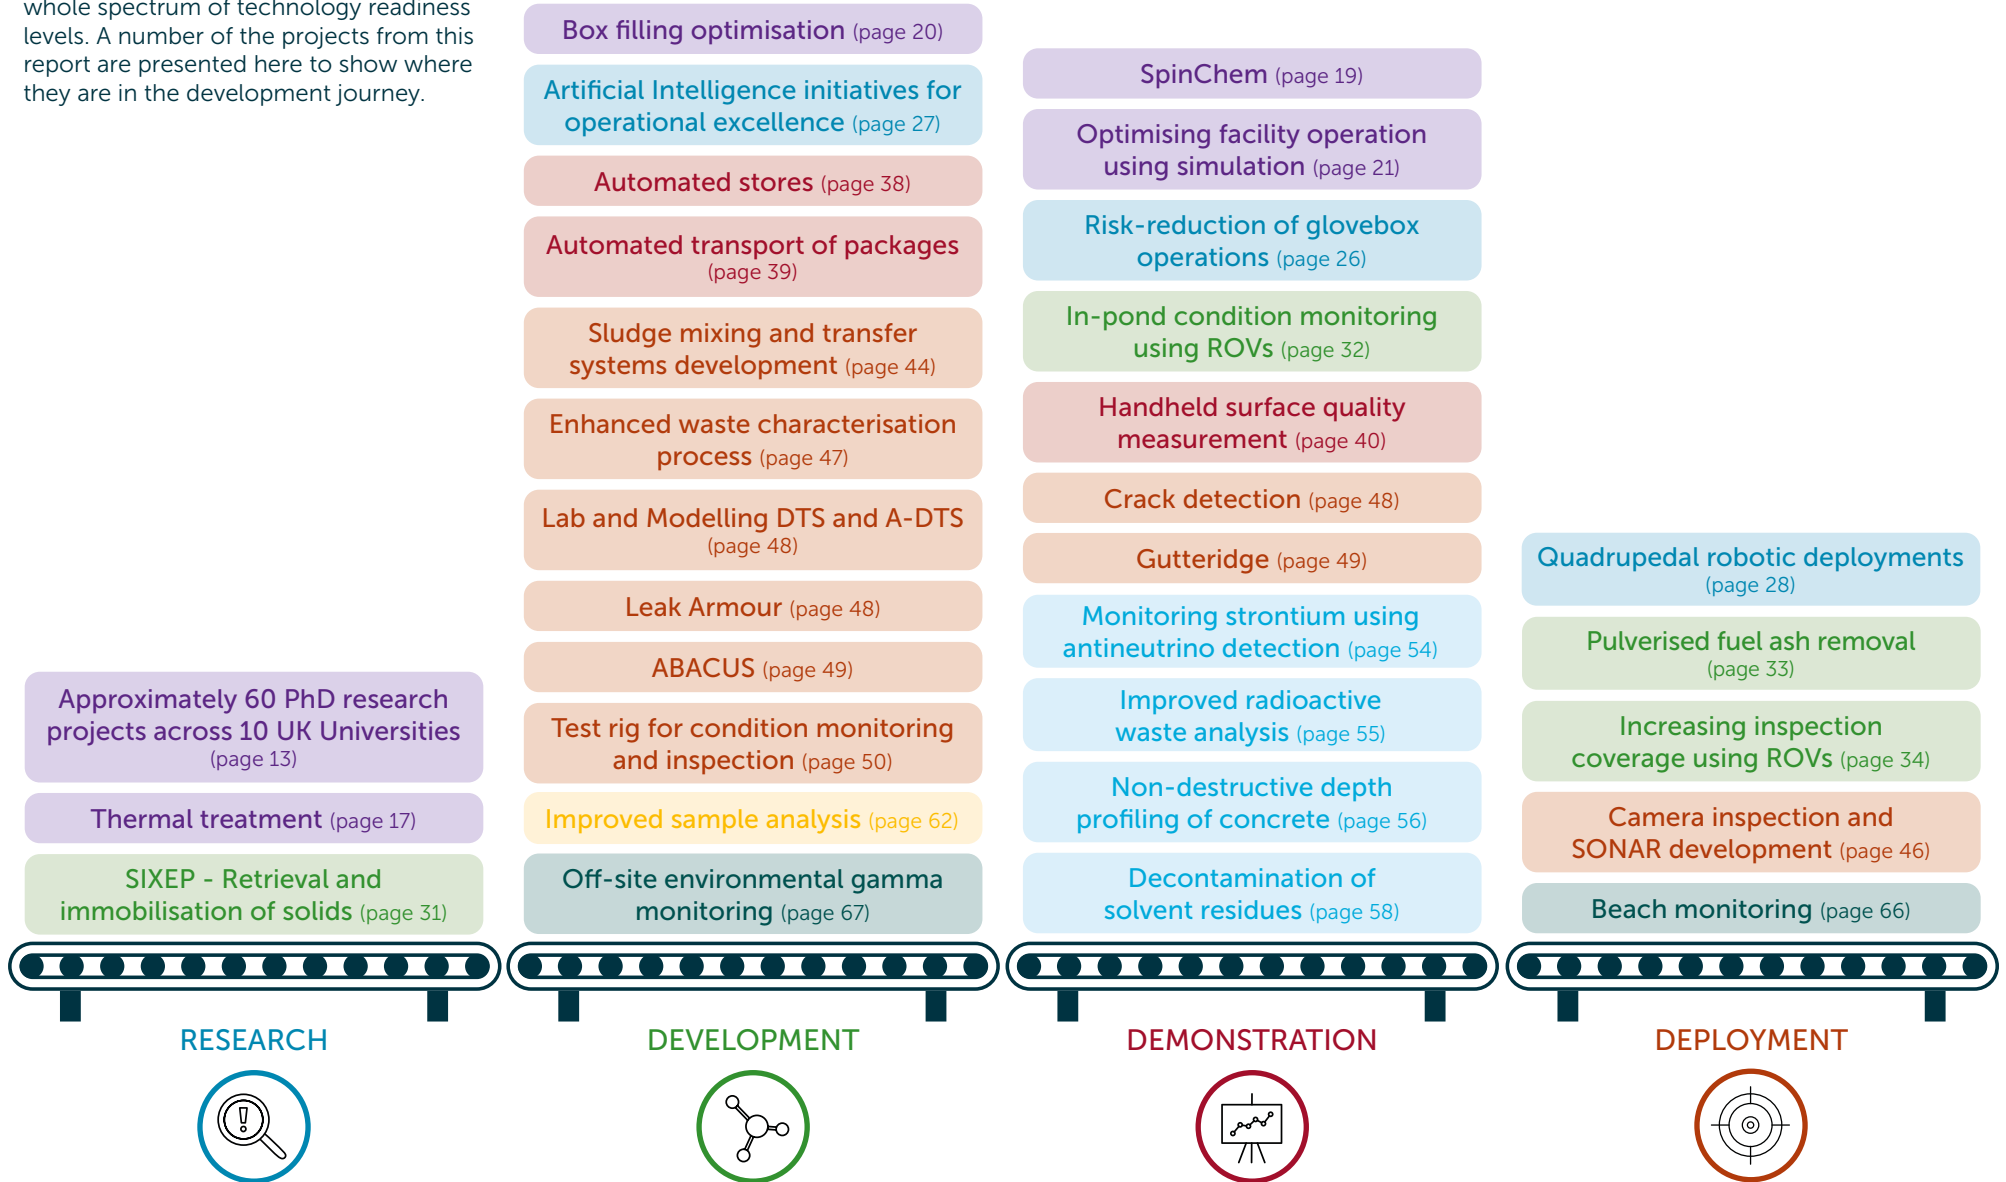 whole spectrum of technology readiness
levels. A number of the projects from this
report are presented here to show where
they are in the development journey.
Approximately 60 PhD research
projects across 10 UK Universities
(page 13)
Thermal treatment (page 17)
SIXEP - Retrieval and
immobilisation of solids (page 31)
RESEARCH
Box filling optimisation (page 20)
Artificial Intelligence initiatives for
operational excellence (page 27)
Automated stores (page 38)
Automated transport of packages
(page 39)
Sludge mixing and transfer
systems development (page 44)
Enhanced waste characterisation
process (page 47)
Lab and Modelling DTS and A-DTS
(page 48)
Leak Armour (page 48)
ABACUS (page 49)
Test rig for condition monitoring
and inspection (page 50)
Improved sample analysis (page 62)
Off-site environmental gamma
monitoring (page 67)
DEVELOPMENT
SpinChem (page 19)
Optimising facility operation
using simulation (page 21)
Risk-reduction of glovebox
operations (page 26)
In-pond condition monitoring
using ROVs (page 32)
Handheld surface quality
measurement (page 40)
Crack detection (page 48)
Gutteridge (page 49)
Monitoring strontium using
antineutrino detection (page 54)
Improved radioactive
waste analysis (page 55)
Non-destructive depth
profiling of concrete (page 56)
Decontamination of
solvent residues (page 58)
DEMONSTRATION
Quadrupedal robotic deployments
(page 28)
Pulverised fuel ash removal
(page 33)
Increasing inspection
coverage using ROVs (page 34)
Camera inspection and
SONAR development (page 46)
Beach monitoring (page 66)
DEPLOYMENT